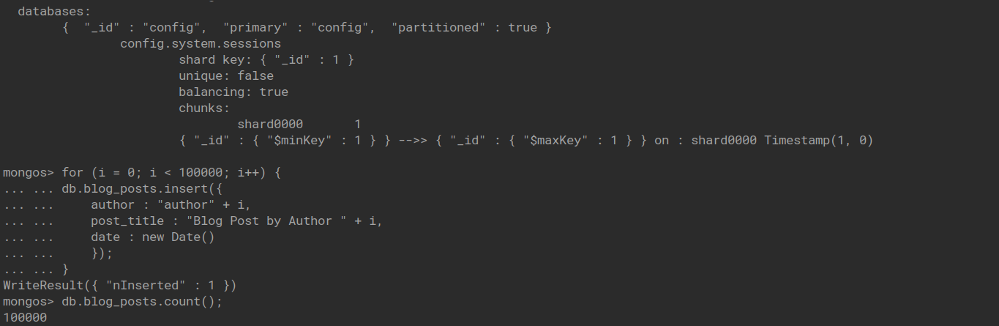 databases:
{ "_id" : "config", "primary" : "config", "partitioned" : true }
config.system.sessions
shard key: { "_id" : 1 }
unique: false
balancing: true
chunks:
shard0000 1
{ "_id" : { "$minKey" : 1 } } -->> { "_id" : { "$maxKey" : 1 } } on : shard0000 Timestamp(1, 0)
mongos> for (i = 0; i < 100000; i++) {
... ... db.blog_posts.insert({
... ... author : "author" + i,
... ... post_title : "Blog Post by Author " + i,
... ... date : new Date()
... ... });
... ... }
WriteResult({ "nInserted" : 1 })
mongos> db.blog_posts.count();
100000